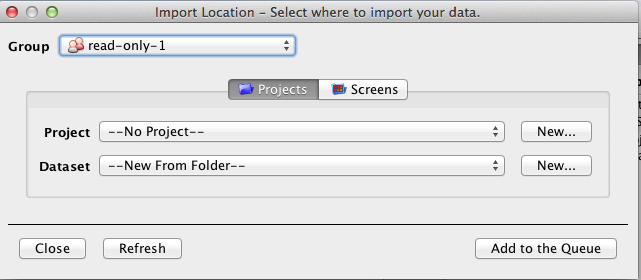 Import Location - Select where to import your data.
Group read-only-1
Projects Screens
Project --No Project-- New...
Dataset --New From Folder-- New...
Close Refresh Add to the Queue